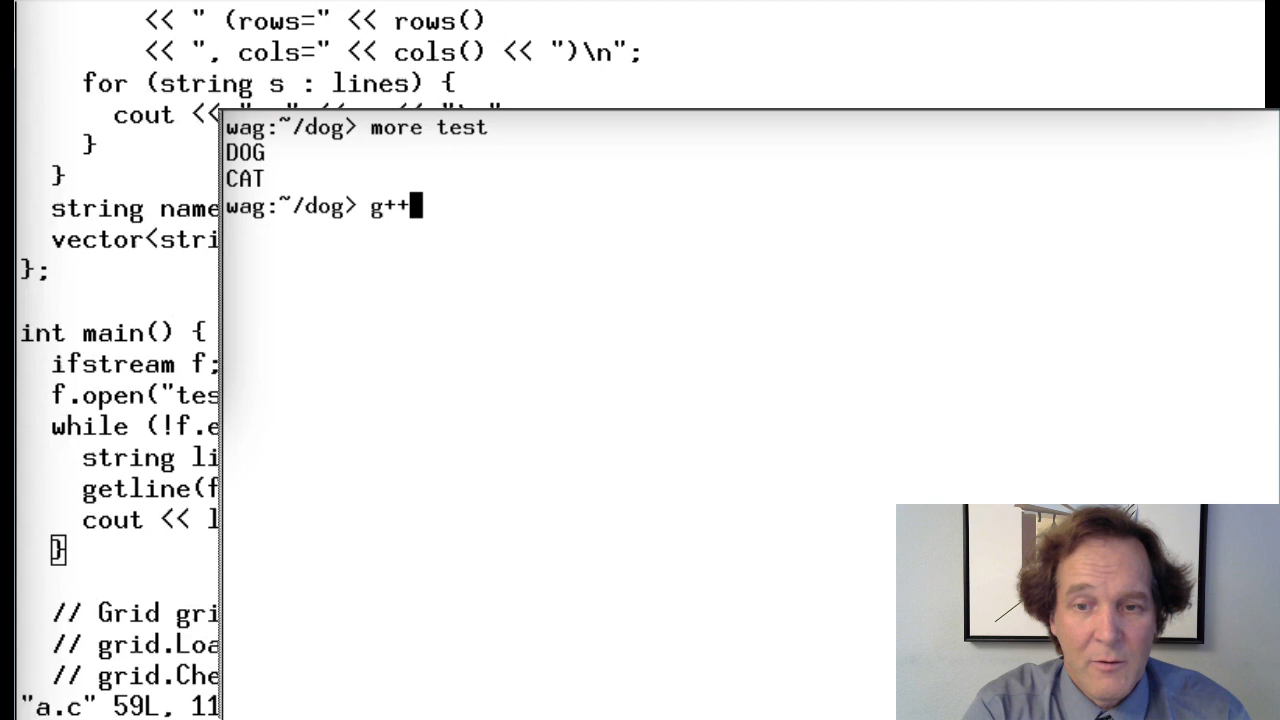 << " (rows=" << rows()
<< ", cols=" << cols() << ")\n";
for (string s : lines) {
cout <<
}
}
string name
vector<stri
};
int main() {
ifstream f;
f.open("tes
while (!f.e
string li
getline(f
cout << l
}
// Grid gri
// grid.Loa
// grid.Che
"a.c" 59L, 11
wag:~/dog> more test
DOG
CAT
wag:~/dog> g++